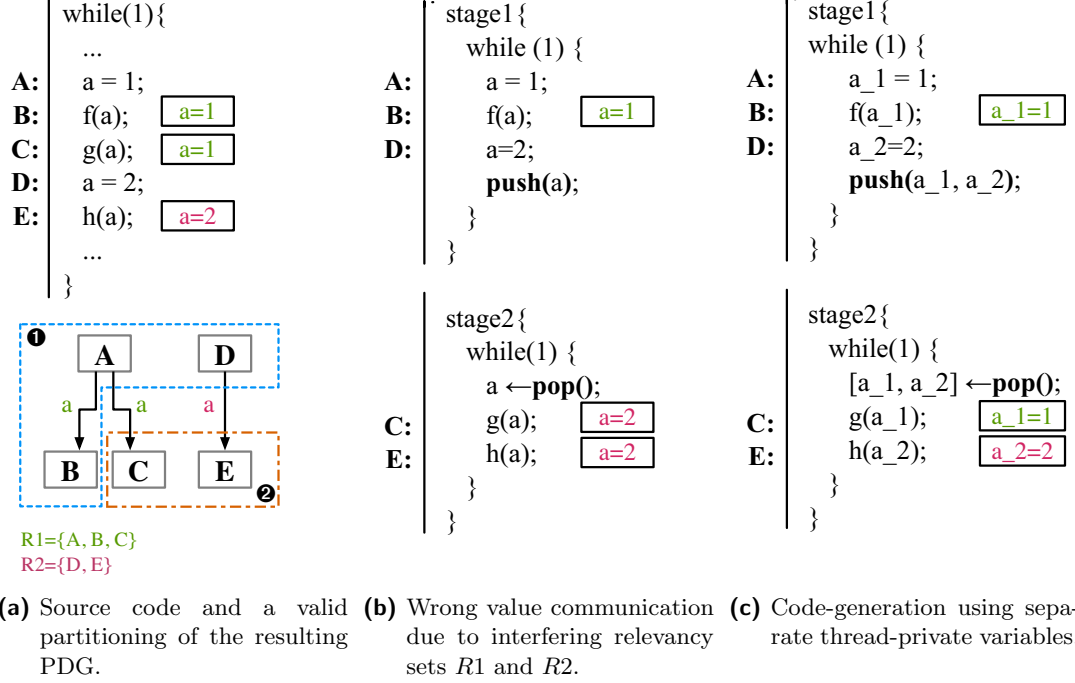 while(1){
...
A: a = 1;
B: f(a); a=1
C: g(a); a=1
D: a = 2;
E: h(a); a=2
...
}
❶
A D
a a a
B C E
❷
R1={A, B, C}
R2={D, E}
(a) Source code and a valid
partitioning of the resulting
PDG.
stage1{
while (1) {
A: a = 1;
B: f(a); a=1
D: a=2;
push(a);
}
}
stage2{
while(1) {
a ←pop();
C: g(a); a=2
E: h(a); a=2
}
}
(b) Wrong value communication
due to interfering relevancy
sets R1 and R2.
stage1{
while (1) {
A: a_1 = 1;
B: f(a_1); a_1=1
D: a_2=2;
push(a_1, a_2);
}
}
stage2{
while(1) {
[a_1, a_2] ←pop();
C: g(a_1); a_1=1
E: h(a_2); a_2=2
}
}
(c) Code-generation using sepa-
rate thread-private variables